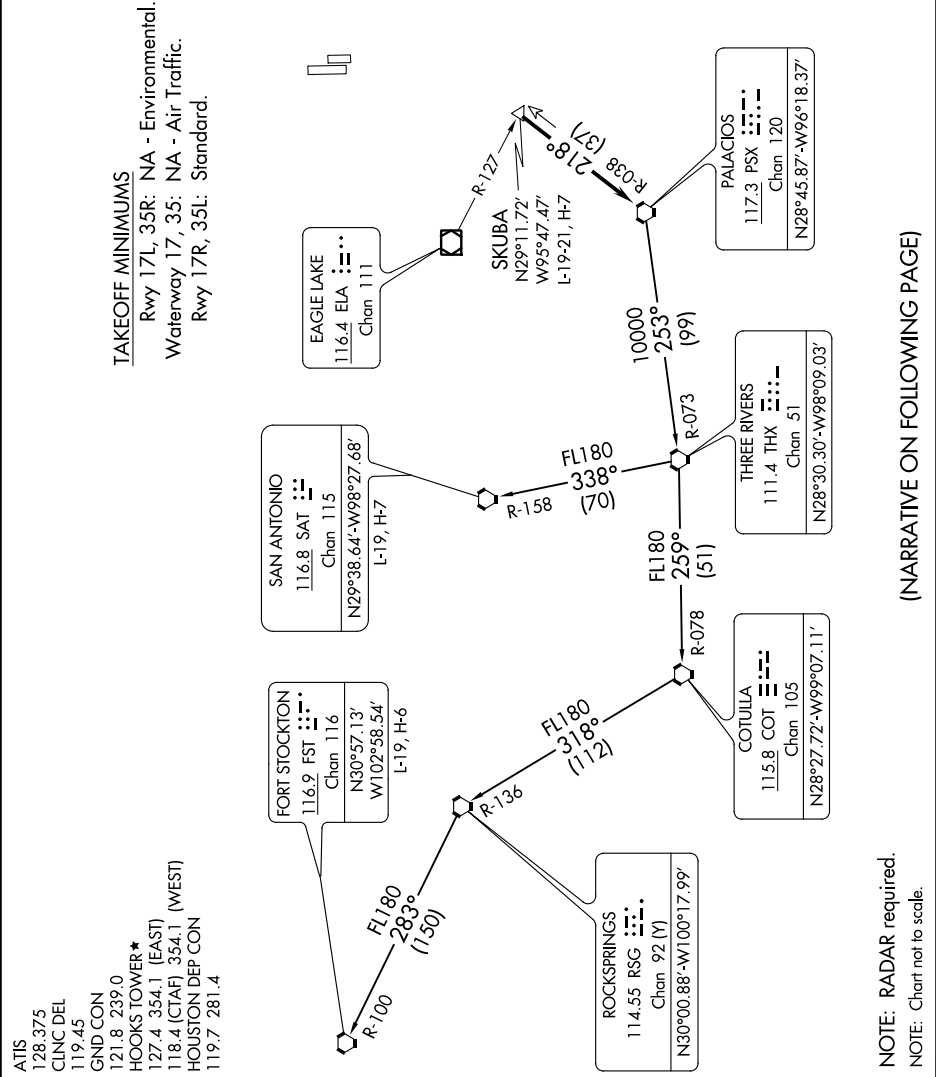 ATIS
128.375
CLNC DEL
119.45
GND CON
121.8 239.0
HOOKS TOWER★
127.4 354.1 (EAST)
118.4 (CTAF) 354.1 (WEST)
HOUSTON DEP CON
119.7 281.4
TAKEOFF MINIMUMS
Rwy 17L, 35R: NA - Environmental.
Waterway 17, 35: NA - Air Traffic.
Rwy 17R, 35L: Standard.
FORT STOCKTON
116.9 FST
Chan 116
N30°57.13'
W102°58.54'
L-19, H-6
SAN ANTONIO
116.8 SAT
Chan 115
N29°38.64'-W98°27.68'
L-19, H-7
EAGLE LAKE
116.4 ELA
Chan 111
R-127
SKUBA
N29°11.72'
W95°47.47'
L-19-21, H-7
218°
(37)
R-038
PALACIOS
117.3 PSX
Chan 120
N28°45.87'-W96°18.37'
10000
253°
(99)
R-073
THREE RIVERS
111.4 THX
Chan 51
N28°30.30'-W98°09.03'
FL180
338°
(70)
R-158
FL180
259°
(51)
R-078
COTULLA
115.8 COT
Chan 105
N28°27.72'-W99°07.11'
FL180
318°
(112)
R-136
ROCKSPRINGS
114.55 RSG
Chan 92 (Y)
N30°00.88'-W100°17.99'
FL180
283°
(150)
R-100
NOTE: RADAR required.
NOTE: Chart not to scale.
(NARRATIVE ON FOLLOWING PAGE)